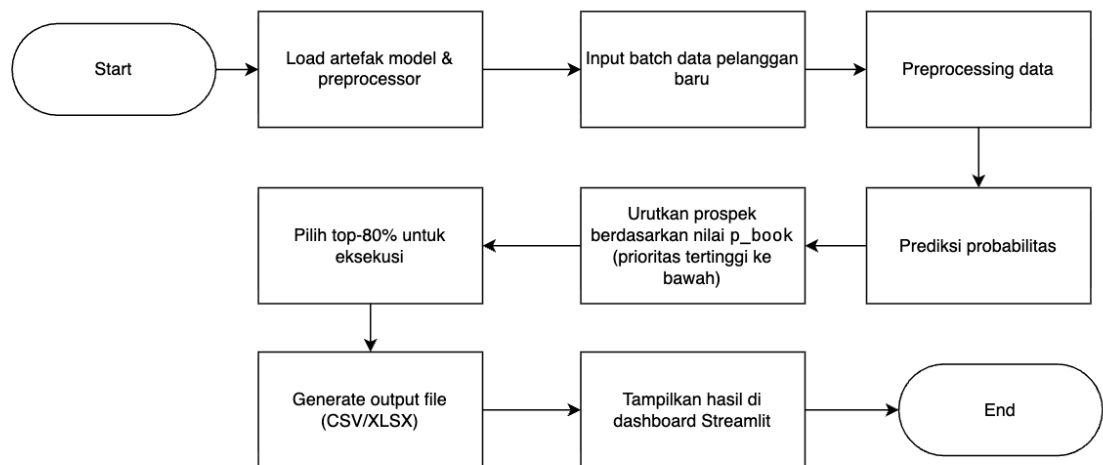 Start
Load artefak model &
preprocessor
Input batch data pelanggan
baru
Preprocessing data
Prediksi probabilitas
Urutkan prospek
berdasarkan nilai p_book
(prioritas tertinggi ke
bawah)
Pilih top-80% untuk
eksekusi
Generate output file
(CSV/XLSX)
Tampilkan hasil di
dashboard Streamlit
End